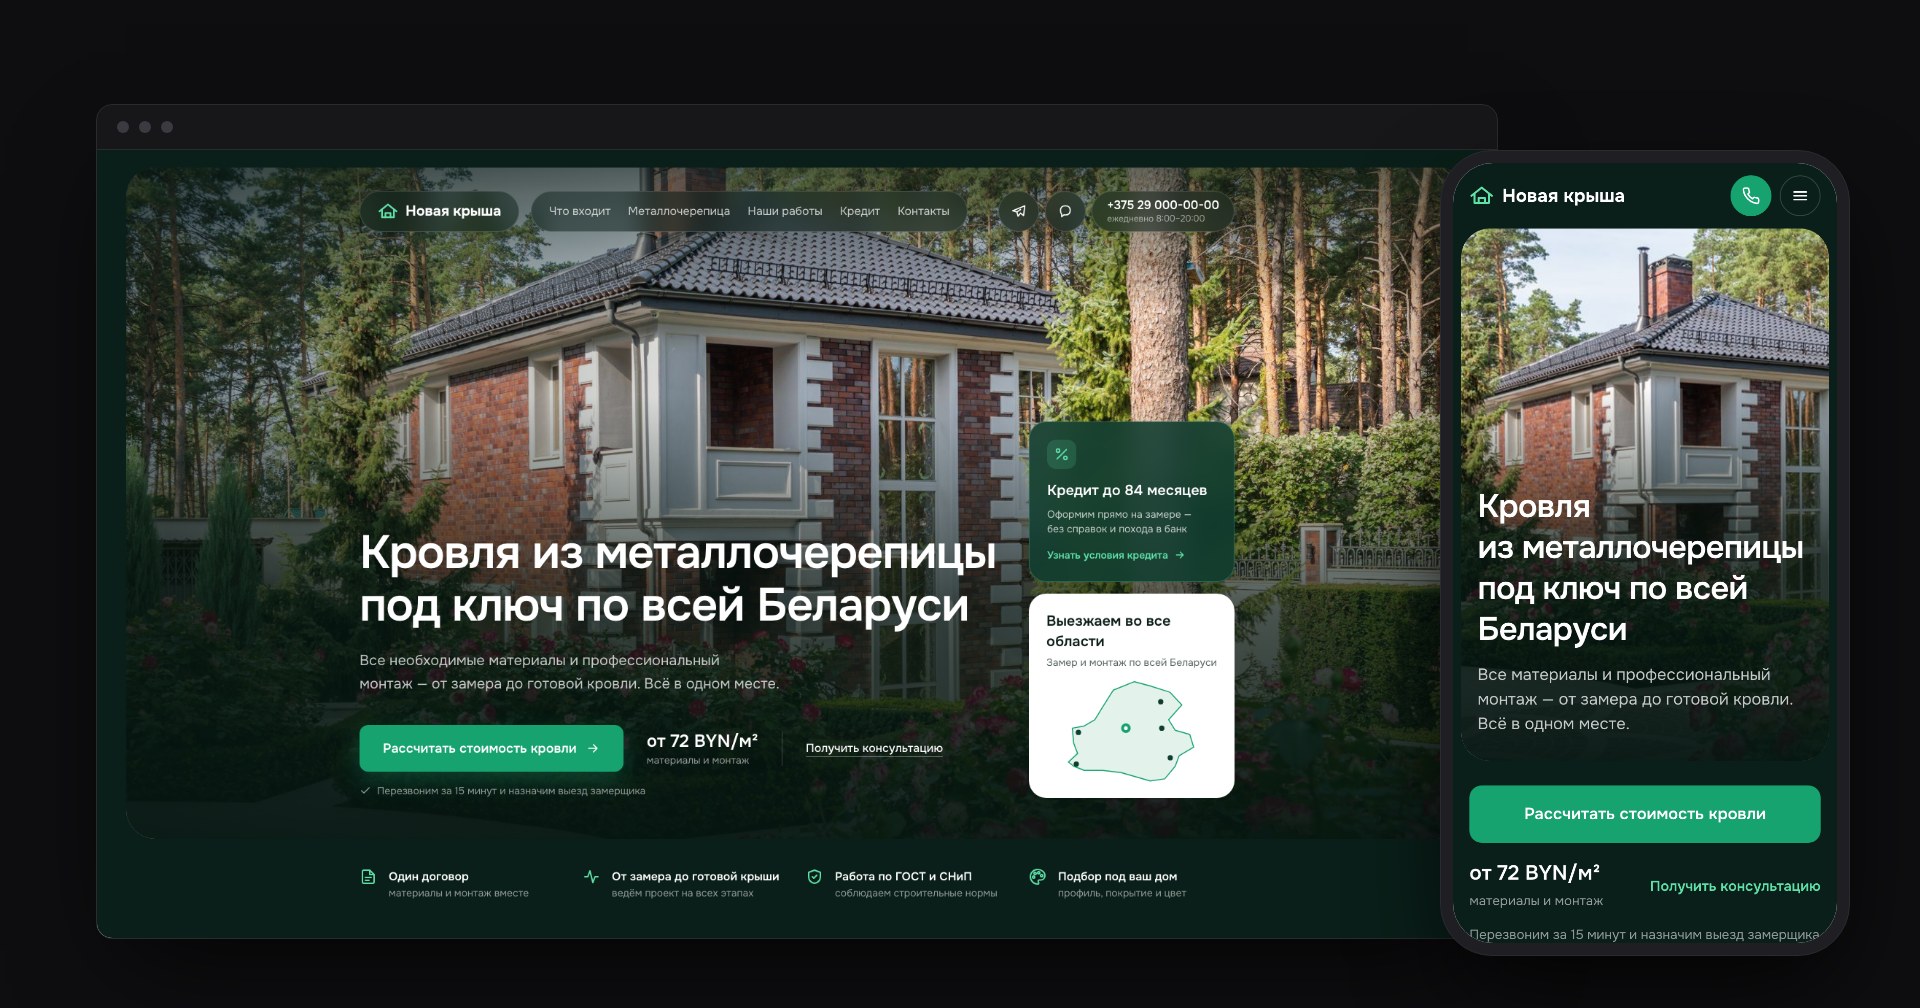 Новая крыша
Что входит
Металлочерепица
Наши работы
Кредит
Контакты
+375 29 000-00-00
ежедневно 8:00–20:00
Кровля из металлочерепицы
под ключ по всей Беларуси
Все необходимые материалы и профессиональный
монтаж — от замера до готовой кровли. Всё в одном месте.
Рассчитать стоимость кровли →
от 72 BYN/м²
материалы и монтаж
Получить консультацию
Перезвоним за 15 минут и назначим выезд замерщика
Кредит до 84 месяцев
Оформим прямо на замере —
без справок и похода в банк
Узнать условия кредита →
Выезжаем во все
области
Замер и монтаж по всей Беларуси
Один договор
материалы и монтаж вместе
От замера до готовой крыши
ведём проект на всех этапах
Работа по ГОСТ и СНиП
соблюдаем строительные нормы
Подбор под ваш дом
профиль, покрытие и цвет
Новая крыша
Кровля
из металлочерепицы
под ключ по всей
Беларуси
Все материалы и профессиональный
монтаж — от замера до готовой кровли.
Всё в одном месте.
Рассчитать стоимость кровли
от 72 BYN/м²
материалы и монтаж
Получить консультацию
Перезвоним за 15 минут и назначим выезд замерщика